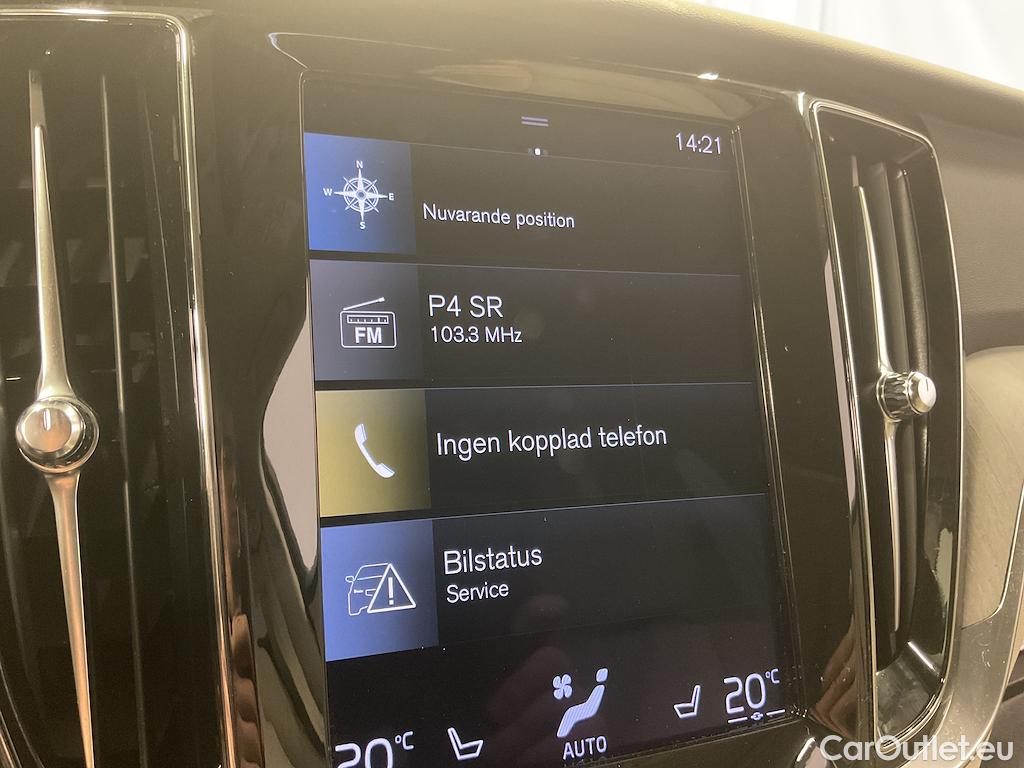 14:21
N
W E
S
Nuvarande position
P4 SR
103.3 MHz
FM
Ingen kopplad telefon
Bilstatus
Service
20°C
AUTO
20°C
CarOutlet.eu